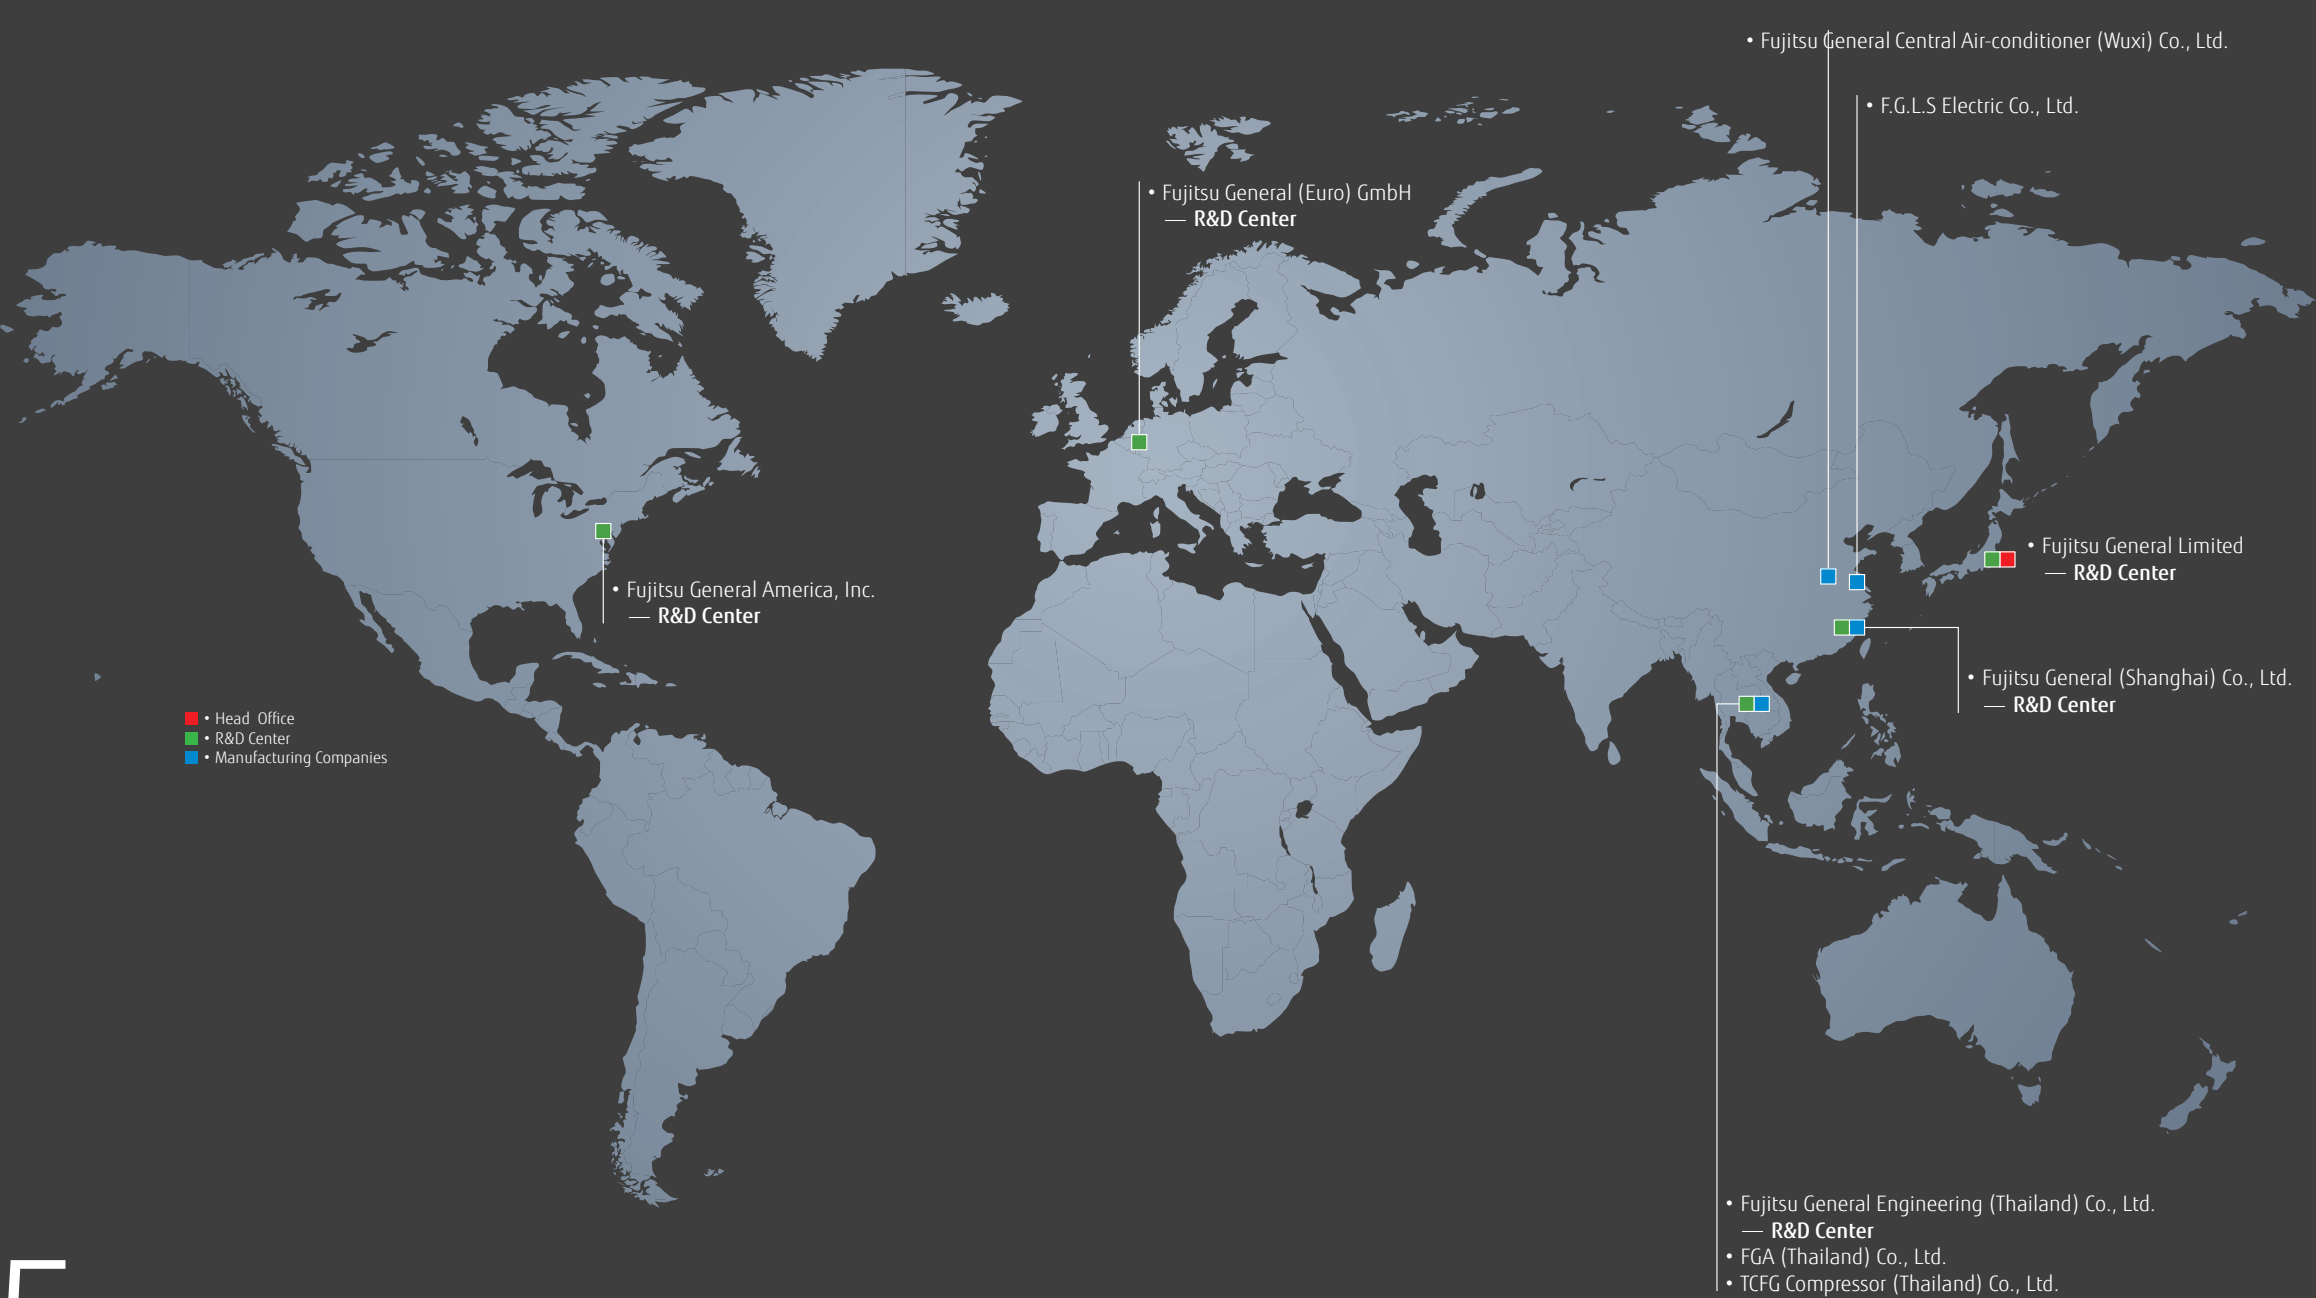 • Fujitsu General Central Air-conditioner (Wuxi) Co., Ltd.
• F.G.L.S Electric Co., Ltd.
• Fujitsu General (Euro) GmbH
— R&D Center
• Fujitsu General Limited
— R&D Center
• Fujitsu General America, Inc.
— R&D Center
• Fujitsu General (Shanghai) Co., Ltd.
— R&D Center
• Head Office
• R&D Center
• Manufacturing Companies
• Fujitsu General Engineering (Thailand) Co., Ltd.
— R&D Center
• FGA (Thailand) Co., Ltd.
• TCFG Compressor (Thailand) Co., Ltd.